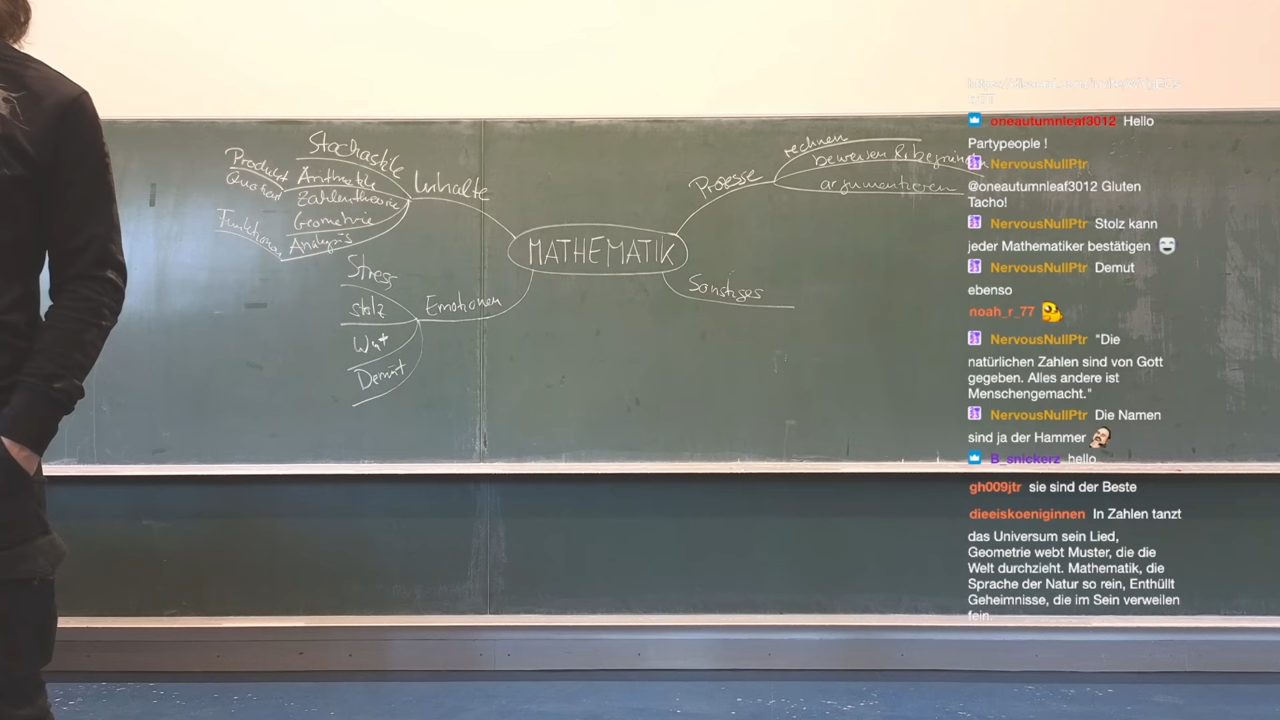 Stochastik
Produkt
Arithmetik
Quotient
Zahlentheorie
Geometrie
Funktionen
Analysis
Inhalte
Stress
Stolz
Wut
Demut
Emotionen
MATHEMATIK
Prozesse
rechnen
beweisen &
argumentieren
Sonstiges
oneautumnleaf3012 Hello
Partypeople !
NervousNullPtr
@oneautumnleaf3012 Gluten
Tacho!
NervousNullPtr Stolz kann
jeder Mathematiker bestätigen
NervousNullPtr Demut
ebenso
noah_r_77
NervousNullPtr "Die
natürlichen Zahlen sind von Gott
gegeben. Alles andere ist
Menschengemacht."
NervousNullPtr Die Namen
sind ja der Hammer
B_snickerz hello
gh009jtr sie sind der Beste
dieeiskoeniginnen In Zahlen tanzt
das Universum sein Lied,
Geometrie webt Muster, die die
Welt durchzieht. Mathematik, die
Sprache der Natur so rein, Enthüllt
Geheimnisse, die im Sein verweilen
fein.